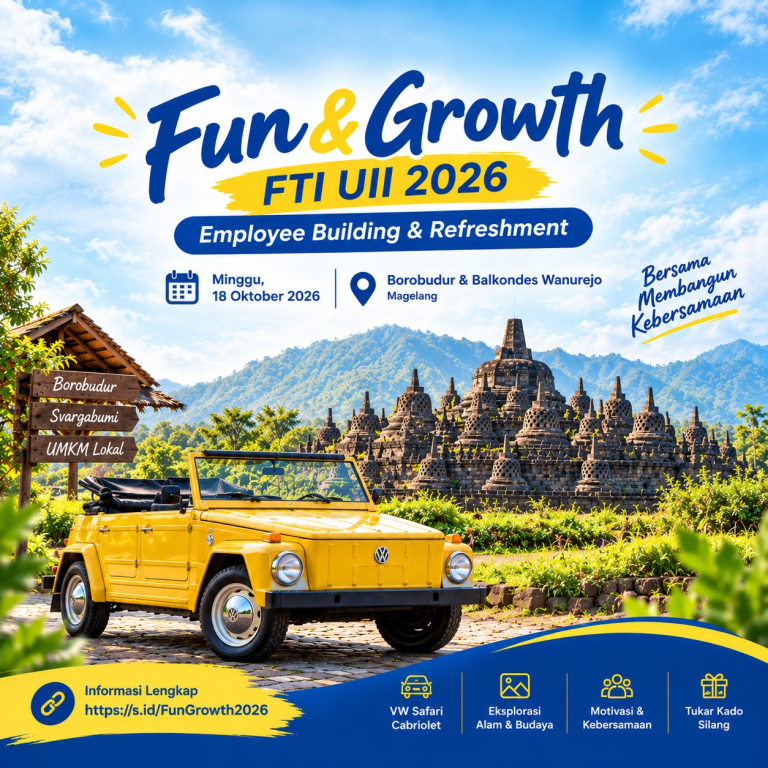 Fun & Growth
FTI UII 2026
Employee Building & Refreshment
Minggu,
18 Oktober 2026
Borobudur & Balkondes Wanurejo
Magelang
Bersama
Membangun
Kebersamaan
Borobudur
Svargabumi
UMKM Lokal
VW
VW
Informasi Lengkap
https://s.id/FunGrowth2026
VW Safari
Cabriolet
Eksplorasi
Alam & Budaya
Motivasi &
Kebersamaan
Tukar Kado
Silang